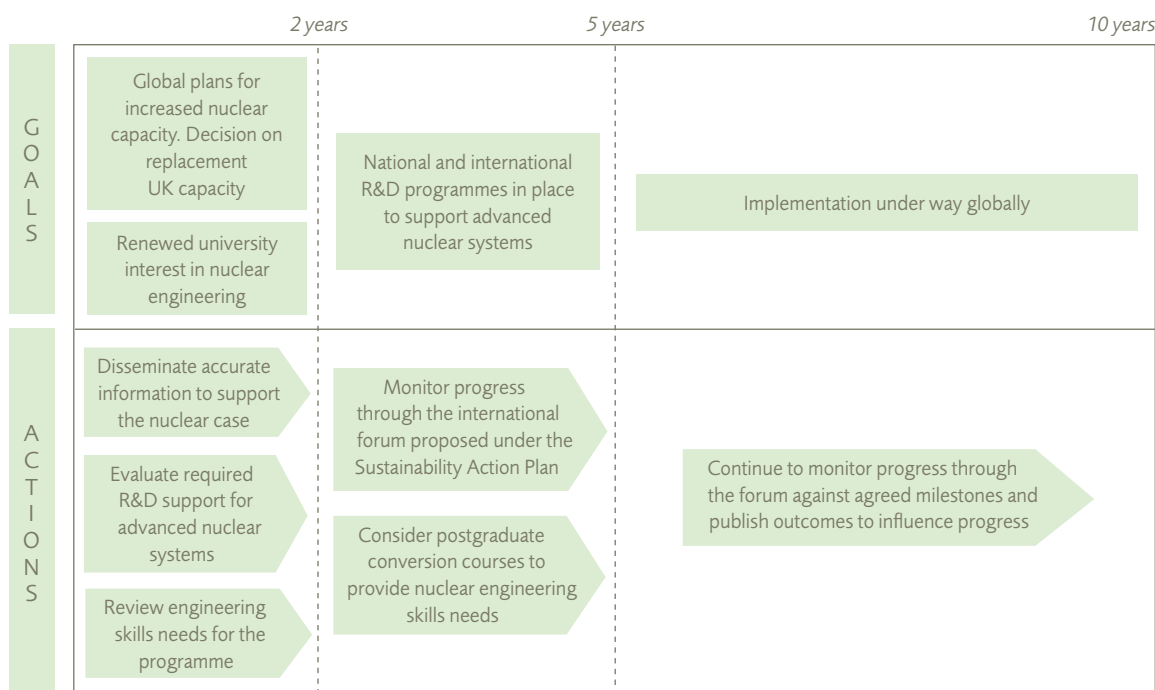 2 years
5 years
10 years
GOALS
Global plans for
increased nuclear
capacity. Decision on
replacement
UK capacity
Renewed university
interest in nuclear
engineering
National and international
R&D programmes in place
to support advanced
nuclear systems
Implementation under way globally
ACTIONS
Disseminate accurate
information to support
the nuclear case
Evaluate required
R&D support for
advanced nuclear
systems
Review engineering
skills needs for the
programme
Monitor progress
through the international
forum proposed under the
Sustainability Action Plan
Consider postgraduate
conversion courses to
provide nuclear engineering
skills needs
Continue to monitor progress through
the forum against agreed milestones and
publish outcomes to influence progress